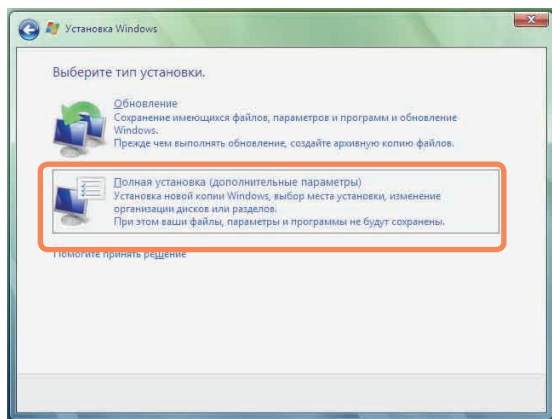 Установка Windows
Выберите тип установки.
Обновление
Сохранение имеющихся файлов, параметров и программ и обновление
Windows.
Прежде чем выполнять обновление, создайте архивную копию файлов.
Полная установка (дополнительные параметры)
Установка новой копии Windows, выбор места установки, изменение
организации дисков или разделов.
При этом ваши файлы, параметры и программы не будут сохранены.
Помогите принять решение